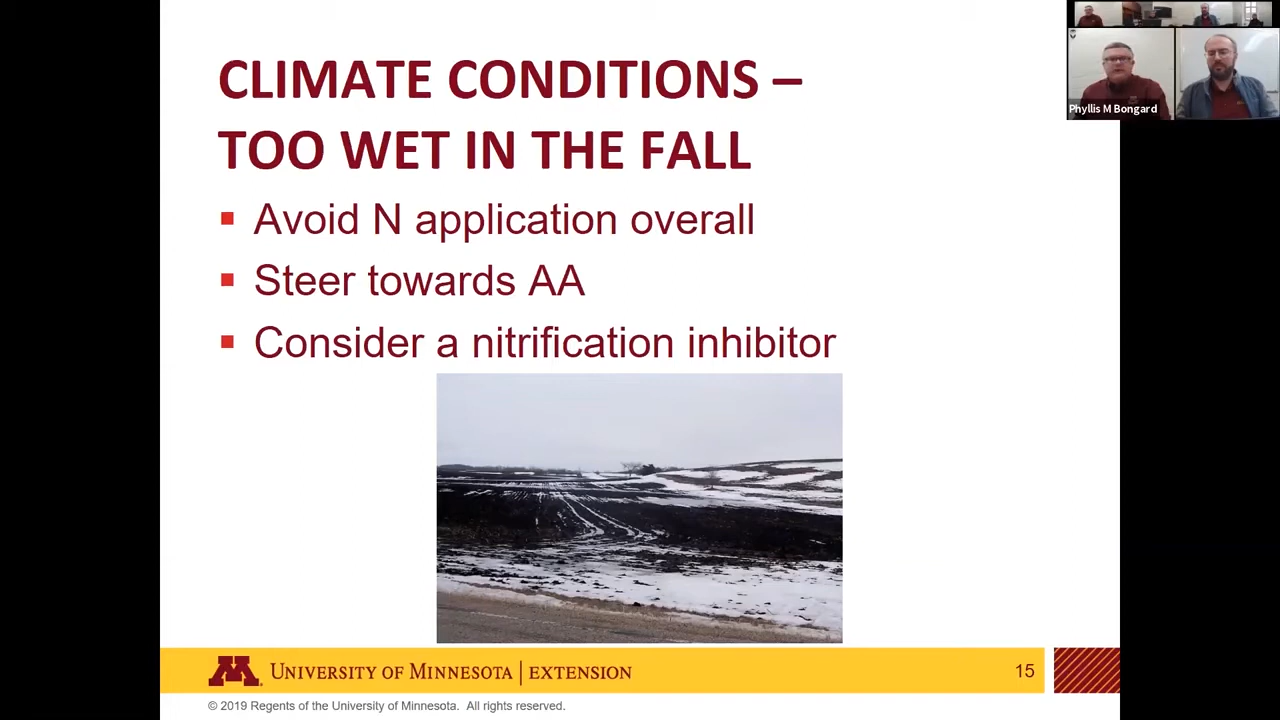 CLIMATE CONDITIONS –
TOO WET IN THE FALL
▪ Avoid N application overall
▪ Steer towards AA
▪ Consider a nitrification inhibitor
Phyllis M Bongard
UNIVERSITY OF MINNESOTA | EXTENSION
15
© 2019 Regents of the University of Minnesota. All rights reserved.